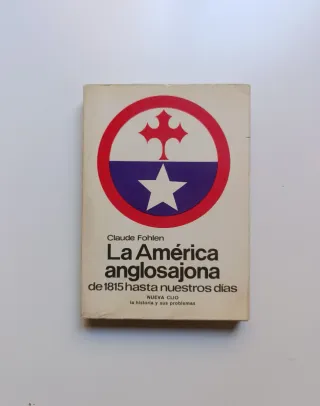 Claude Fohlen
La América
anglosajona
de 1815 hasta nuestros días
NUEVA CLIO
la historia y sus problemas